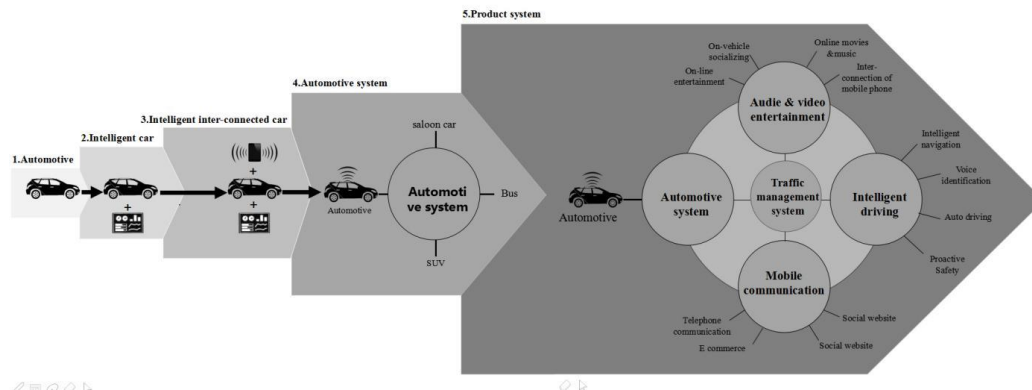 5.Product system
4.Automotive system
3.Intelligent inter-connected car
2.Intelligent car
1.Automotive
+
+
+
Automotive
saloon car
Automoti
ve system
Bus
SUV
Automotive
Automotive
system
On-vehicle
socializing
Online movies
&music
On-line
entertainment
Inter-
connection of
mobile phone
Audie & video
entertainment
Traffic
management
system
Intelligent
driving
Intelligent
navigation
Voice
identification
Auto driving
Proactive
Safety
Mobile
communication
Telephone
communication
E commerce
Social website
Social website